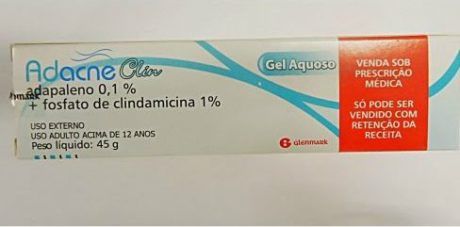 Adacne Clin
adapaleno 0,1 %
+ fosfato de clindamicina 1%
USO EXTERNO
USO ADULTO ACIMA DE 12 ANOS
Peso líquido: 45 g
Gel Aquoso
Glenmark
VENDA SOB
PRESCRIÇÃO
MÉDICA
SÓ PODE SER
VENDIDO COM
RETENÇÃO DA
RECEITA